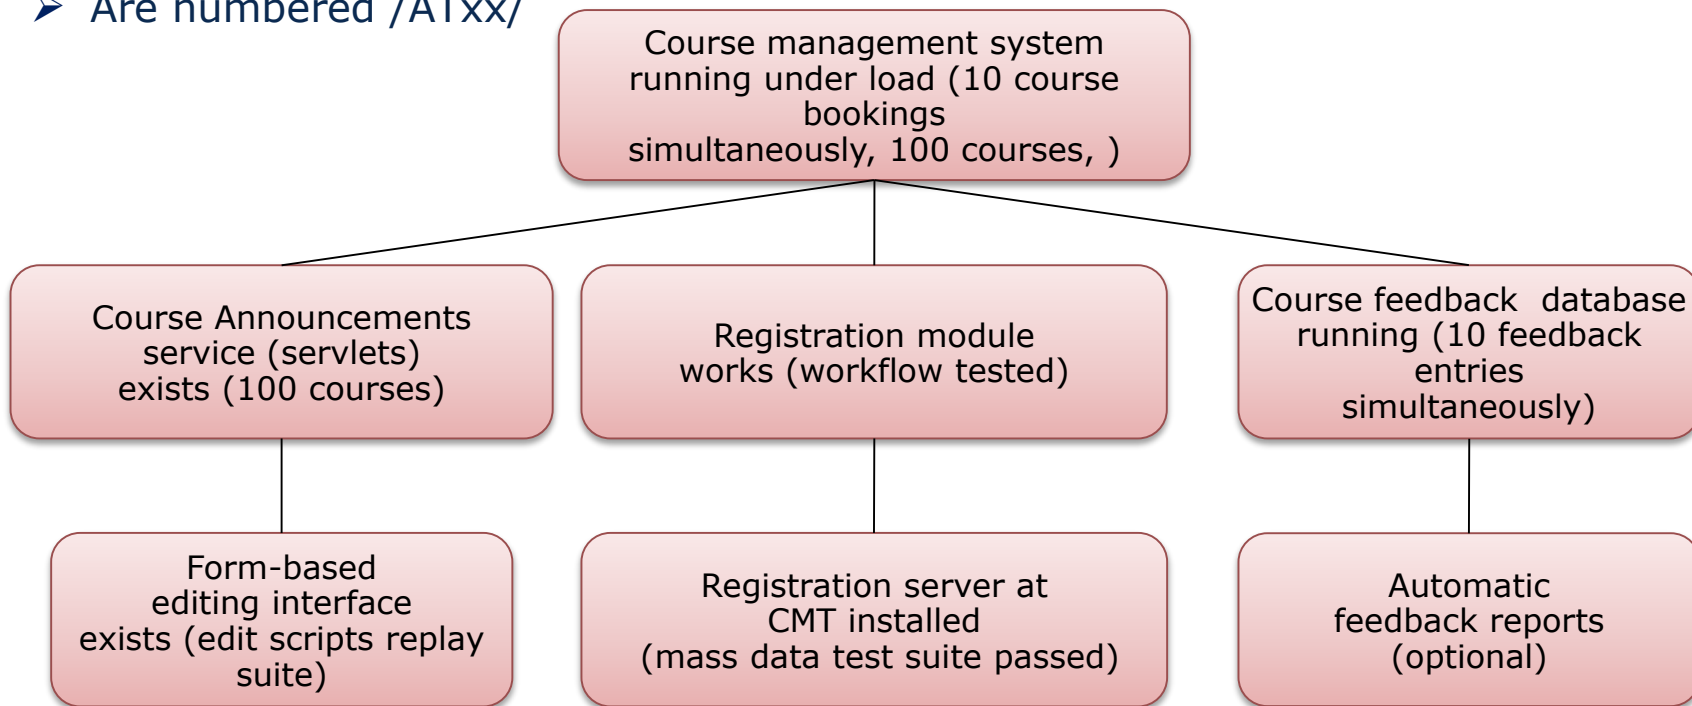 ➢ Are numbered /ATxx/
Course management system
running under load (10 course
bookings
simultaneously, 100 courses, )
Course Announcements
service (servlets)
exists (100 courses)
Registration module
works (workflow tested)
Course feedback  database
running (10 feedback
entries
simultaneously)
Form-based
editing interface
exists (edit scripts replay
suite)
Registration server at
CMT installed
(mass data test suite passed)
Automatic
feedback reports
(optional)